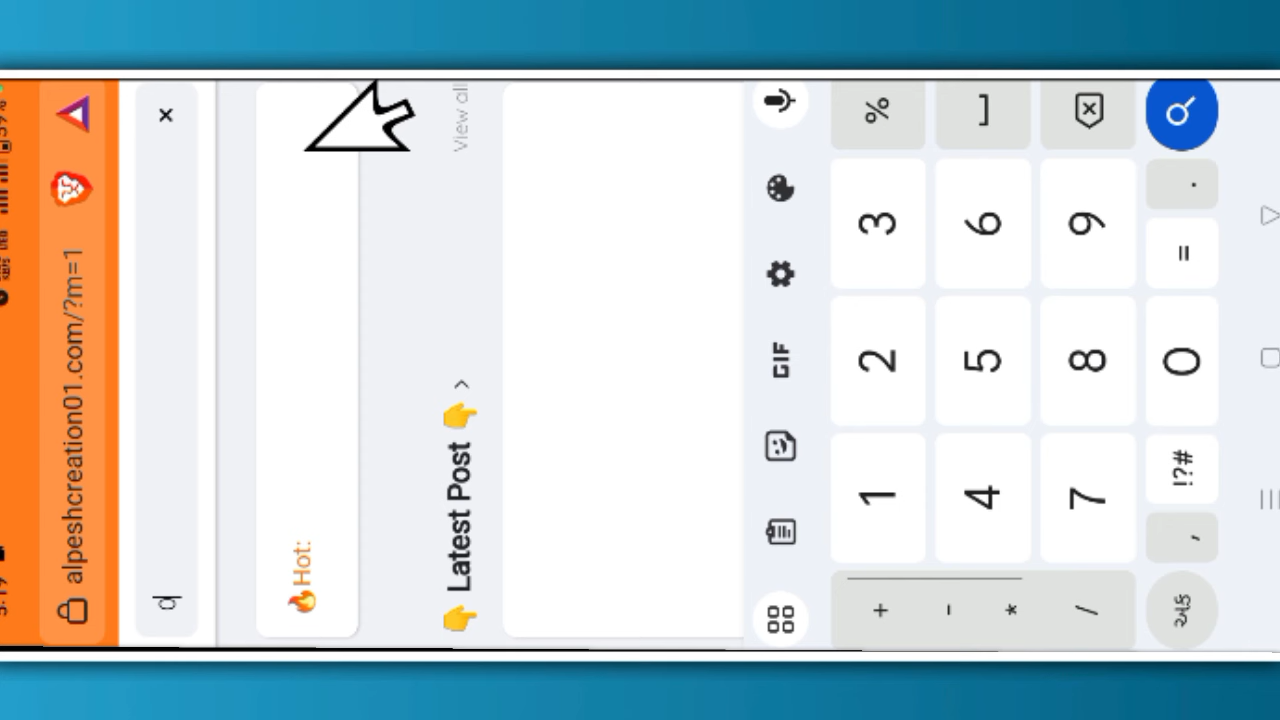 alpeshcreation01.com/?m=1
🔥Hot:
👉 Latest Post 👉 > View all
GIF
+ 1 2 3 %
- 4 5 6
* 7 8 9
/
અક , !?# 0 = .